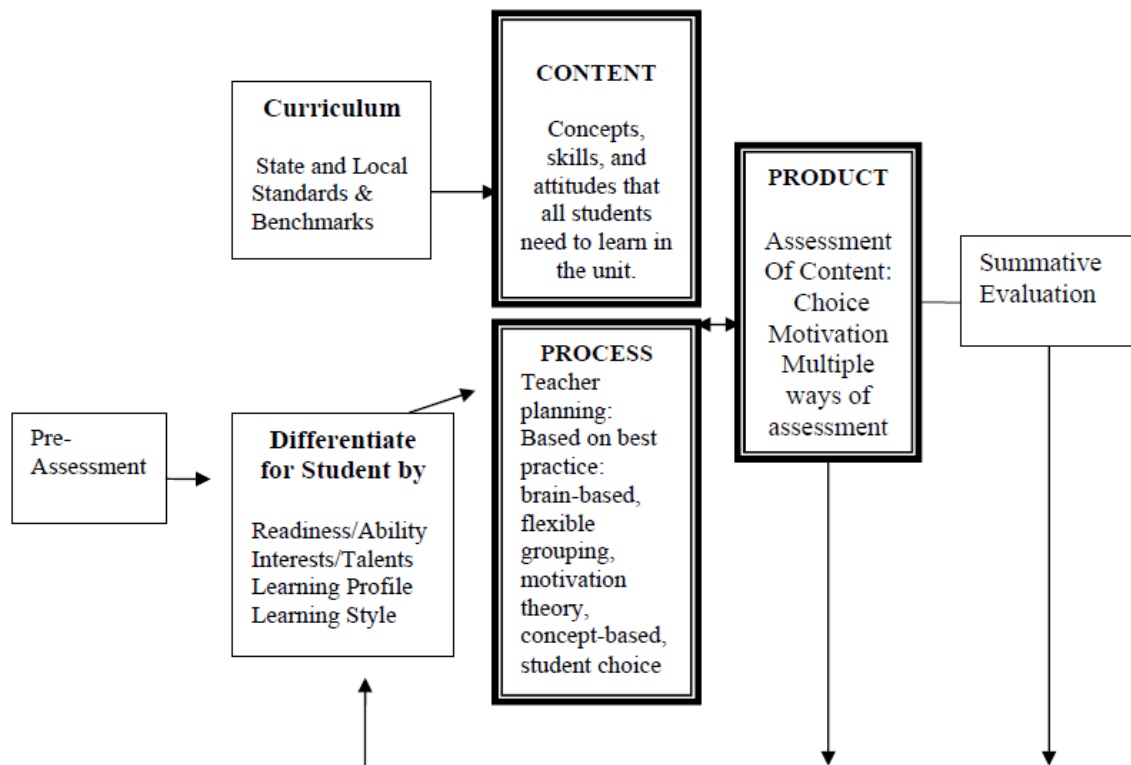 Curriculum
State and Local
Standards &
Benchmarks
CONTENT
Concepts,
skills, and
attitudes that
all students
need to learn in
the unit.
PRODUCT
Assessment
Of Content:
Choice
Motivation
Multiple
ways of
assessment
Summative
Evaluation
Pre-
Assessment
Differentiate
for Student by
Readiness/Ability
Interests/Talents
Learning Profile
Learning Style
PROCESS
Teacher
planning:
Based on best
practice:
brain-based,
flexible
grouping,
motivation
theory,
concept-based,
student choice